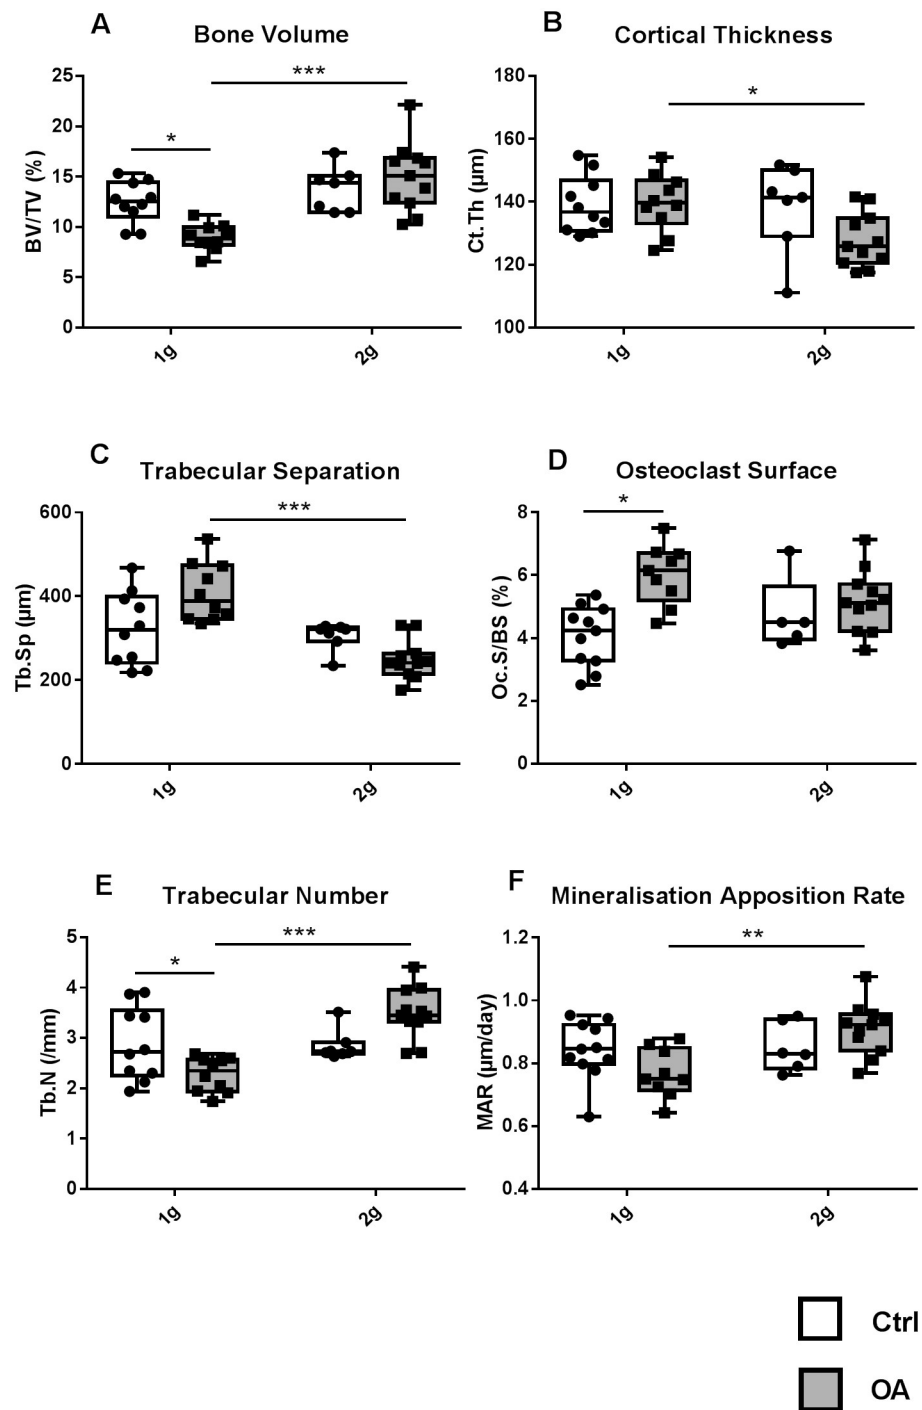 A
Bone Volume
BV/TV (%)
25
20
15
10
5
0
*
***
1g
2g
B
Cortical Thickness
Ct.Th (µm)
180
160
140
120
100
*
1g
2g
C
Trabecular Separation
Tb.Sp (µm)
600
400
200
0
***
1g
2g
D
Osteoclast Surface
Oc.S/BS (%)
8
6
4
2
0
*
1g
2g
E
Trabecular Number
Tb.N (/mm)
5
4
3
2
1
0
*
***
1g
2g
F
Mineralisation Apposition Rate
MAR (µm/day)
1.2
1.0
0.8
0.6
0.4
**
1g
2g
Ctrl
OA